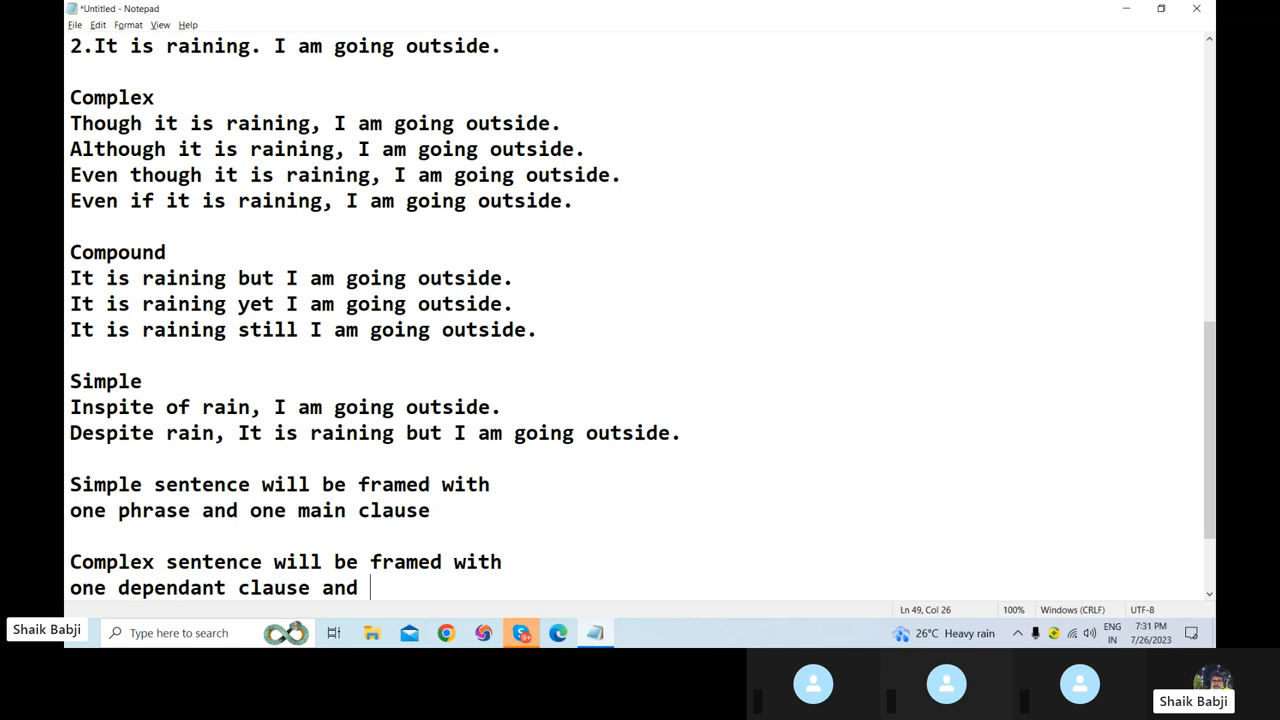 *Untitled - Notepad
File Edit Format View Help
2.It is raining. I am going outside.
Complex
Though it is raining, I am going outside.
Although it is raining, I am going outside.
Even though it is raining, I am going outside.
Even if it is raining, I am going outside.
Compound
It is raining but I am going outside.
It is raining yet I am going outside.
It is raining still I am going outside.
Simple
Inspite of rain, I am going outside.
Despite rain, It is raining but I am going outside.
Simple sentence will be framed with
one phrase and one main clause
Complex sentence will be framed with
one dependant clause and
Ln 49, Col 26 100% Windows (CRLF) UTF-8
Shaik Babji
Type here to search
26°C Heavy rain
ENG
IN
7:31 PM
7/26/2023
Shaik Babji